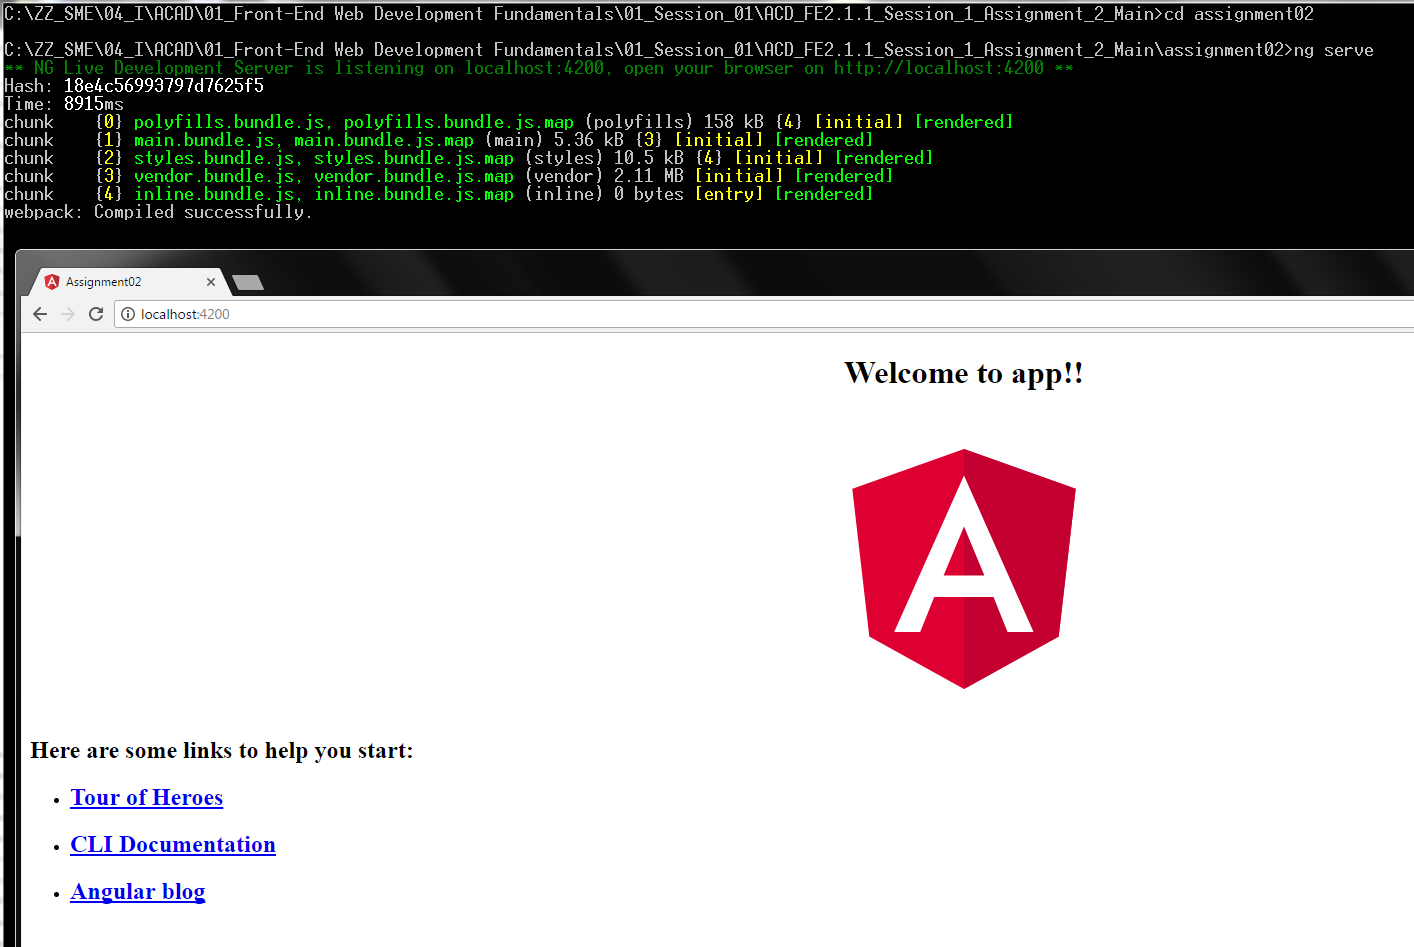 C:\ZZ_SME\04_I\ACAD\01_Front-End Web Development Fundamentals\01_Session_01\ACD_FE2.1.1_Session_1_Assignment_2_Main>cd assignment02
C:\ZZ_SME\04_I\ACAD\01_Front-End Web Development Fundamentals\01_Session_01\ACD_FE2.1.1_Session_1_Assignment_2_Main\assignment02>ng serve
** NG Live Development Server is listening on localhost:4200, open your browser on http://localhost:4200 **
Hash: 18e4c56993797d7625f5
Time: 8915ms
chunk    {0} polyfills.bundle.js, polyfills.bundle.js.map (polyfills) 158 kB {4} [initial] [rendered]
chunk    {1} main.bundle.js, main.bundle.js.map (main) 5.36 kB {3} [initial] [rendered]
chunk    {2} styles.bundle.js, styles.bundle.js.map (styles) 10.5 kB {4} [initial] [rendered]
chunk    {3} vendor.bundle.js, vendor.bundle.js.map (vendor) 2.11 MB [initial] [rendered]
chunk    {4} inline.bundle.js, inline.bundle.js.map (inline) 0 bytes [entry] [rendered]
webpack: Compiled successfully.
Assignment02
localhost:4200
Welcome to app!!
A
Here are some links to help you start:
Tour of Heroes
CLI Documentation
Angular blog